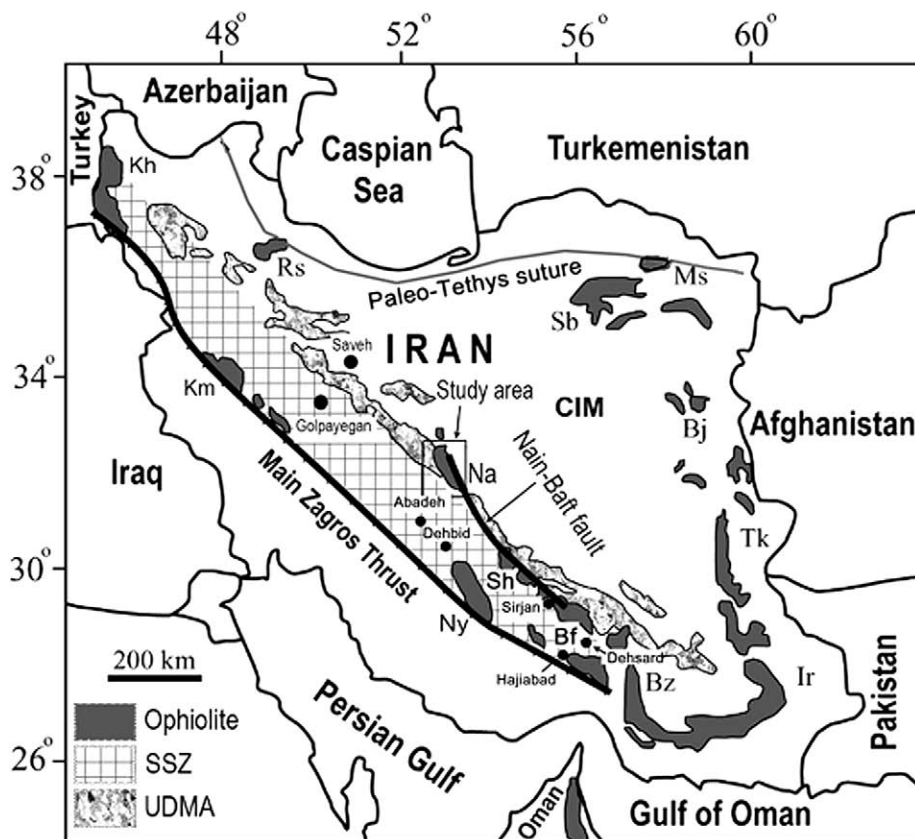 48°
52°
56°
60°
Azerbaijan
Turkey
Caspian
Sea
Turkemenistan
38°
Kh
Rs
Ms
Paleo-Tethys suture
Sb
IRAN
Saveh
34°
Km
Study area
CIM
Golpayegan
Bj
Afghanistan
Iraq
Na
Nain-Baft fault
Main Zagros Thrust
Abadeh
Dehbid
Tk
30°
Sh
Sirjan
Ny
Bf
Dehsard
200 km
Hajiabad
Bz
Ir
Pakistan
Ophiolite
Persian Gulf
SSZ
26°
UDMA
Oman
Gulf of Oman